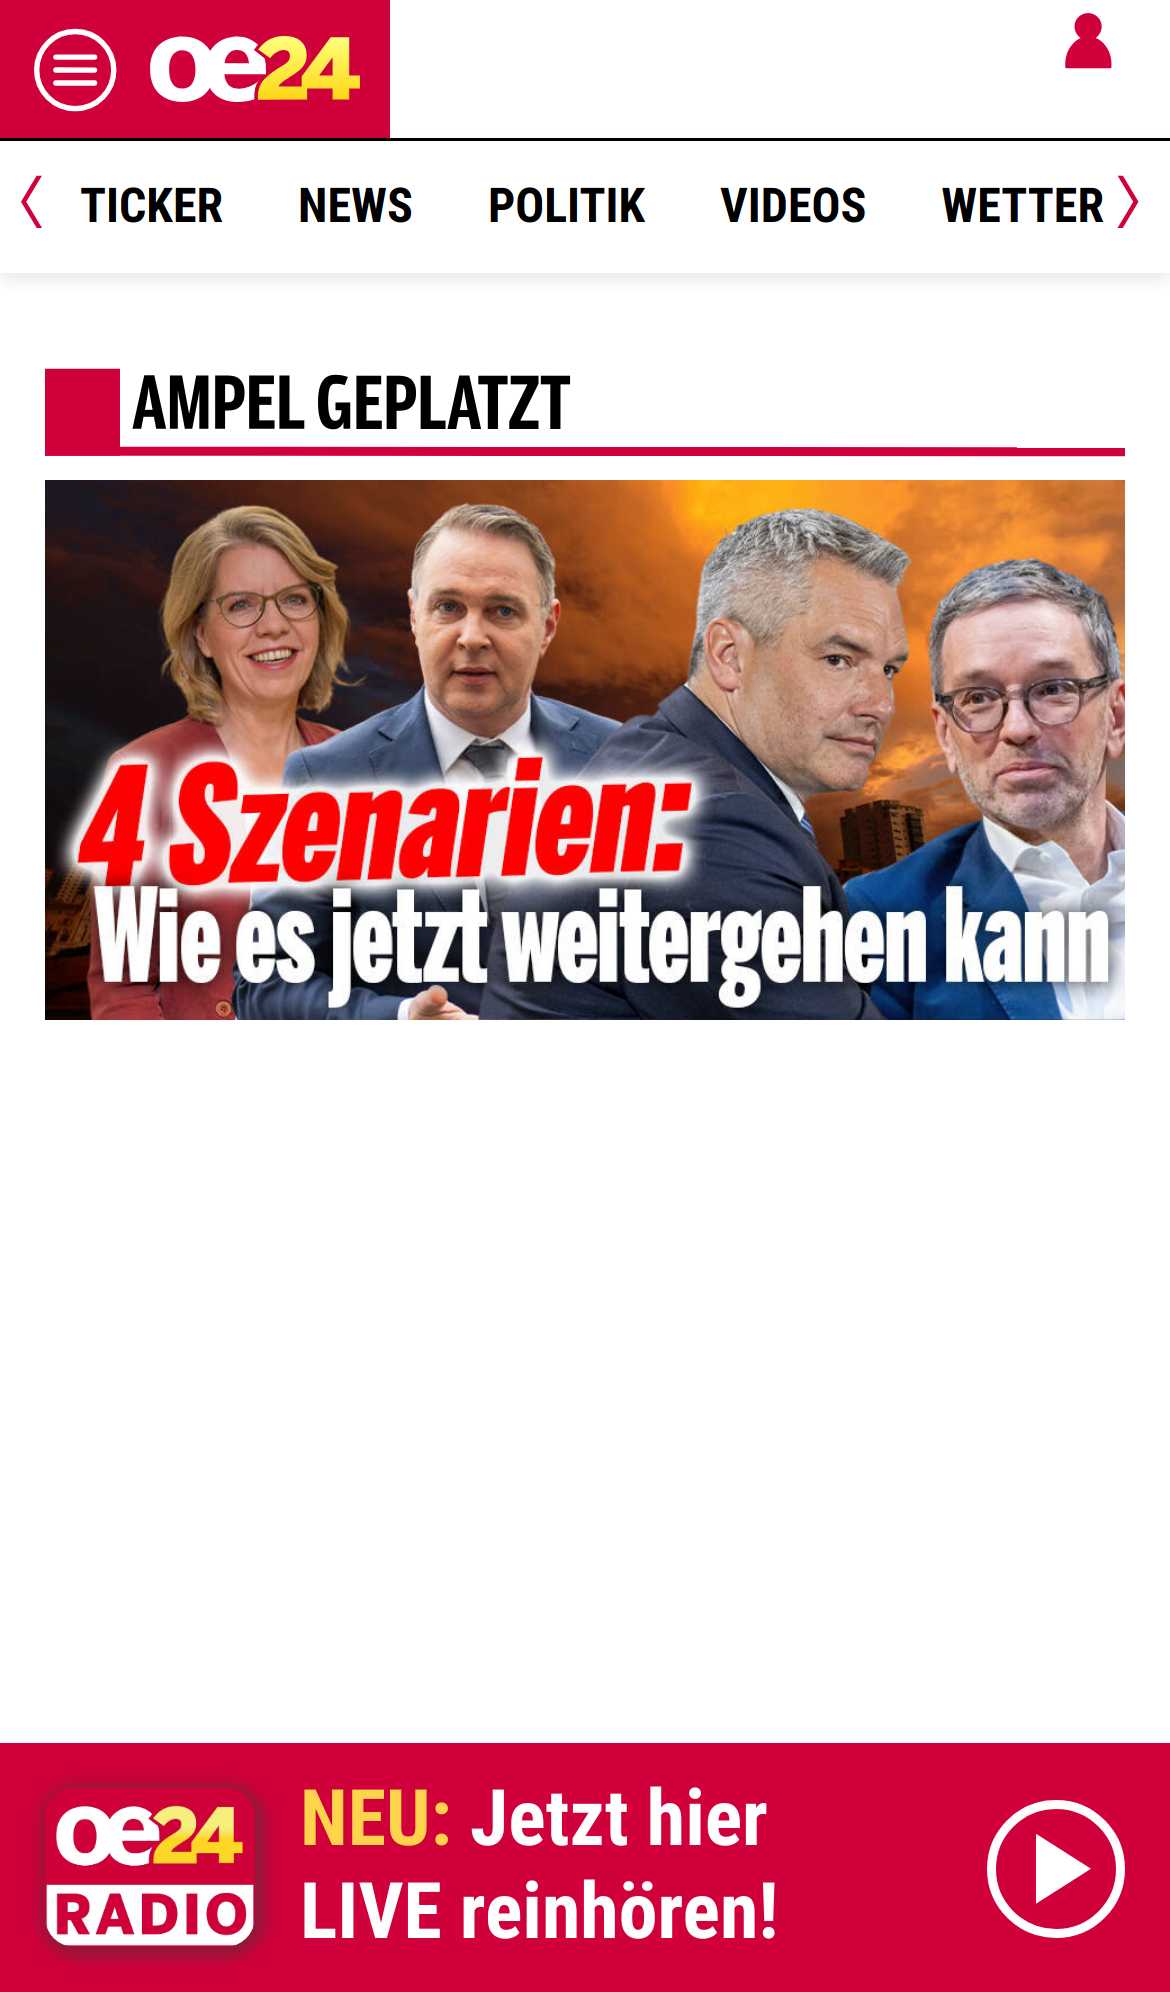 oe24
TICKER NEWS POLITIK VIDEOS WETTER
AMPEL GEPLATZT
4 Szenarien:
Wie es jetzt weitergehen kann
oe24
RADIO
NEU: Jetzt hier
LIVE reinhören!